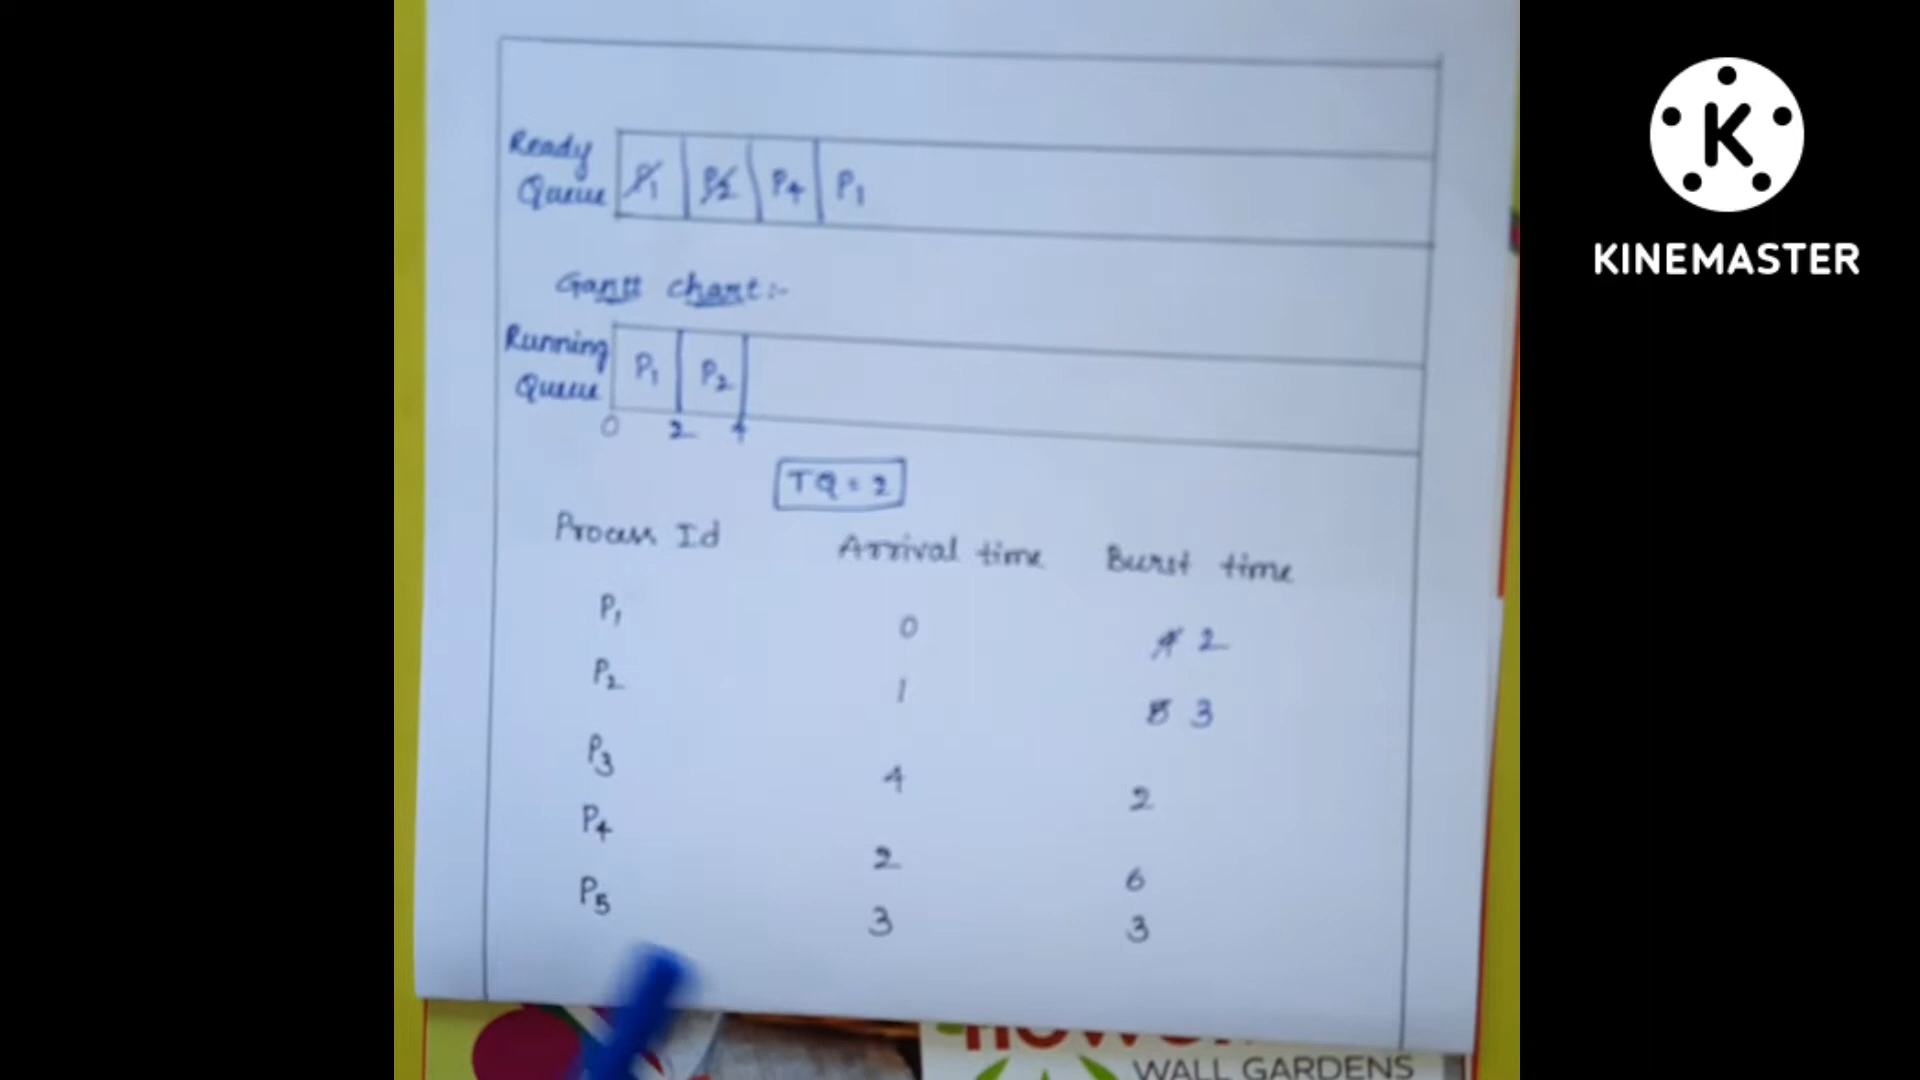 Ready
Queue
P1 P2 P4 P1
Gantt chart:-
Running
Queue
P1 P2
0 2 4
TQ = 2
Process Id Arrival time Burst time
P1 0 4 2
P2 1 5 3
P3 4 2
P4 2 6
P5 3 3
WALL GARDENS
K
KINEMASTER